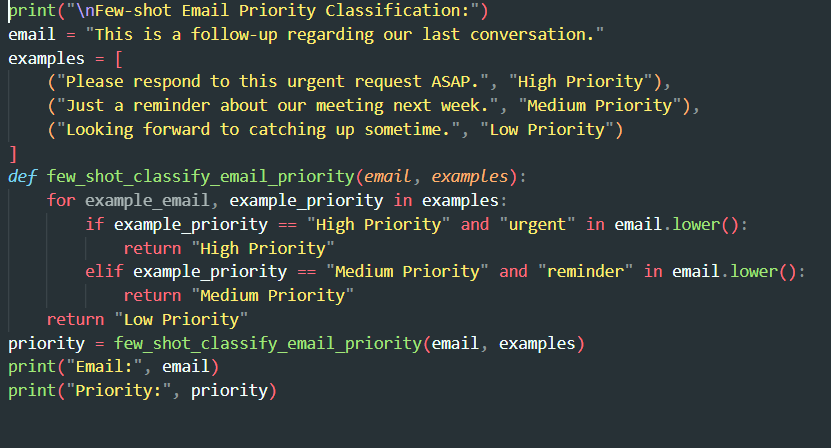 print("\nFew-shot Email Priority Classification:")
email = "This is a follow-up regarding our last conversation."
examples = [
    ("Please respond to this urgent request ASAP.", "High Priority"),
    ("Just a reminder about our meeting next week.", "Medium Priority"),
    ("Looking forward to catching up sometime.", "Low Priority")
]
def few_shot_classify_email_priority(email, examples):
    for example_email, example_priority in examples:
        if example_priority == "High Priority" and "urgent" in email.lower():
            return "High Priority"
        elif example_priority == "Medium Priority" and "reminder" in email.lower():
            return "Medium Priority"
    return "Low Priority"
priority = few_shot_classify_email_priority(email, examples)
print("Email:", email)
print("Priority:", priority)